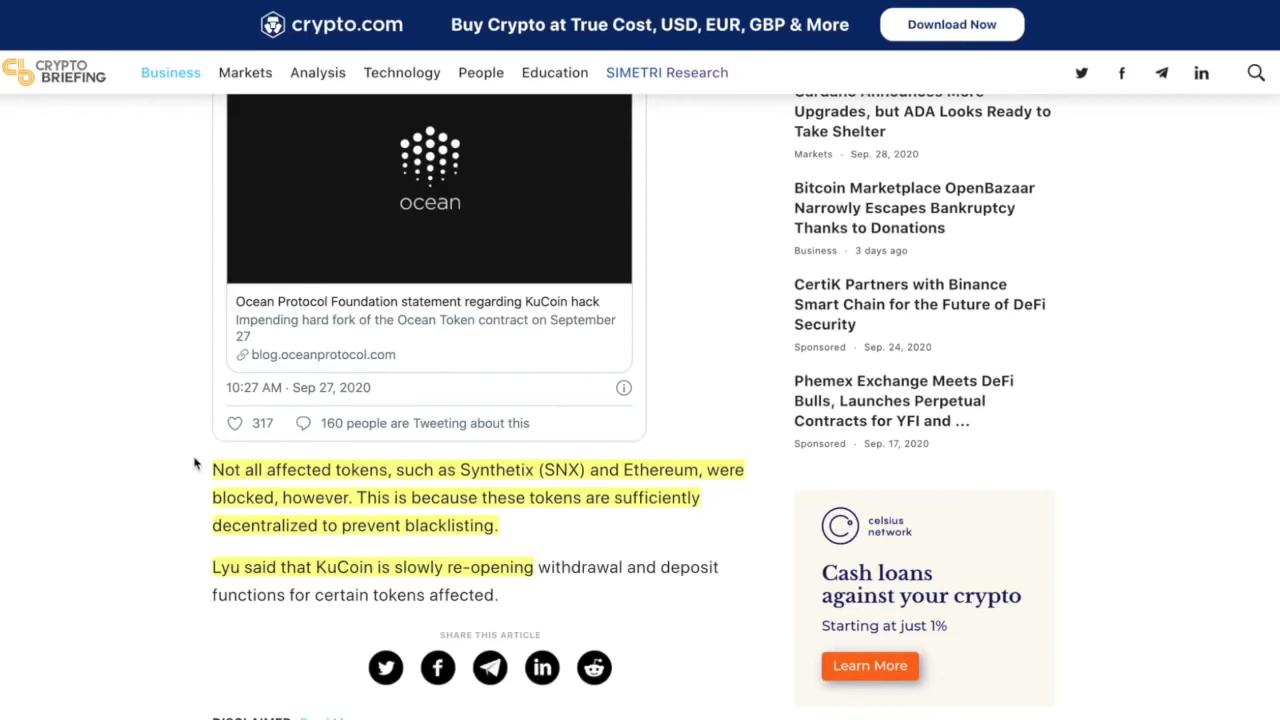 crypto.com
Buy Crypto at True Cost, USD, EUR, GBP & More
Download Now
CRYPTO
BRIEFING
Business
Markets
Analysis
Technology
People
Education
SIMETRI Research
ocean
Ocean Protocol Foundation statement regarding KuCoin hack
Impending hard fork of the Ocean Token contract on September
27
blog.oceanprotocol.com
10:27 AM · Sep 27, 2020
317
160 people are Tweeting about this
Not all affected tokens, such as Synthetix (SNX) and Ethereum, were
blocked, however. This is because these tokens are sufficiently
decentralized to prevent blacklisting.
Lyu said that KuCoin is slowly re-opening withdrawal and deposit
functions for certain tokens affected.
SHARE THIS ARTICLE
Cardano Announces More
Upgrades, but ADA Looks Ready to
Take Shelter
Markets · Sep. 28, 2020
Bitcoin Marketplace OpenBazaar
Narrowly Escapes Bankruptcy
Thanks to Donations
Business · 3 days ago
CertiK Partners with Binance
Smart Chain for the Future of DeFi
Security
Sponsored · Sep. 24, 2020
Phemex Exchange Meets DeFi
Bulls, Launches Perpetual
Contracts for YFI and ...
Sponsored · Sep. 17, 2020
celsius
network
Cash loans
against your crypto
Starting at just 1%
Learn More